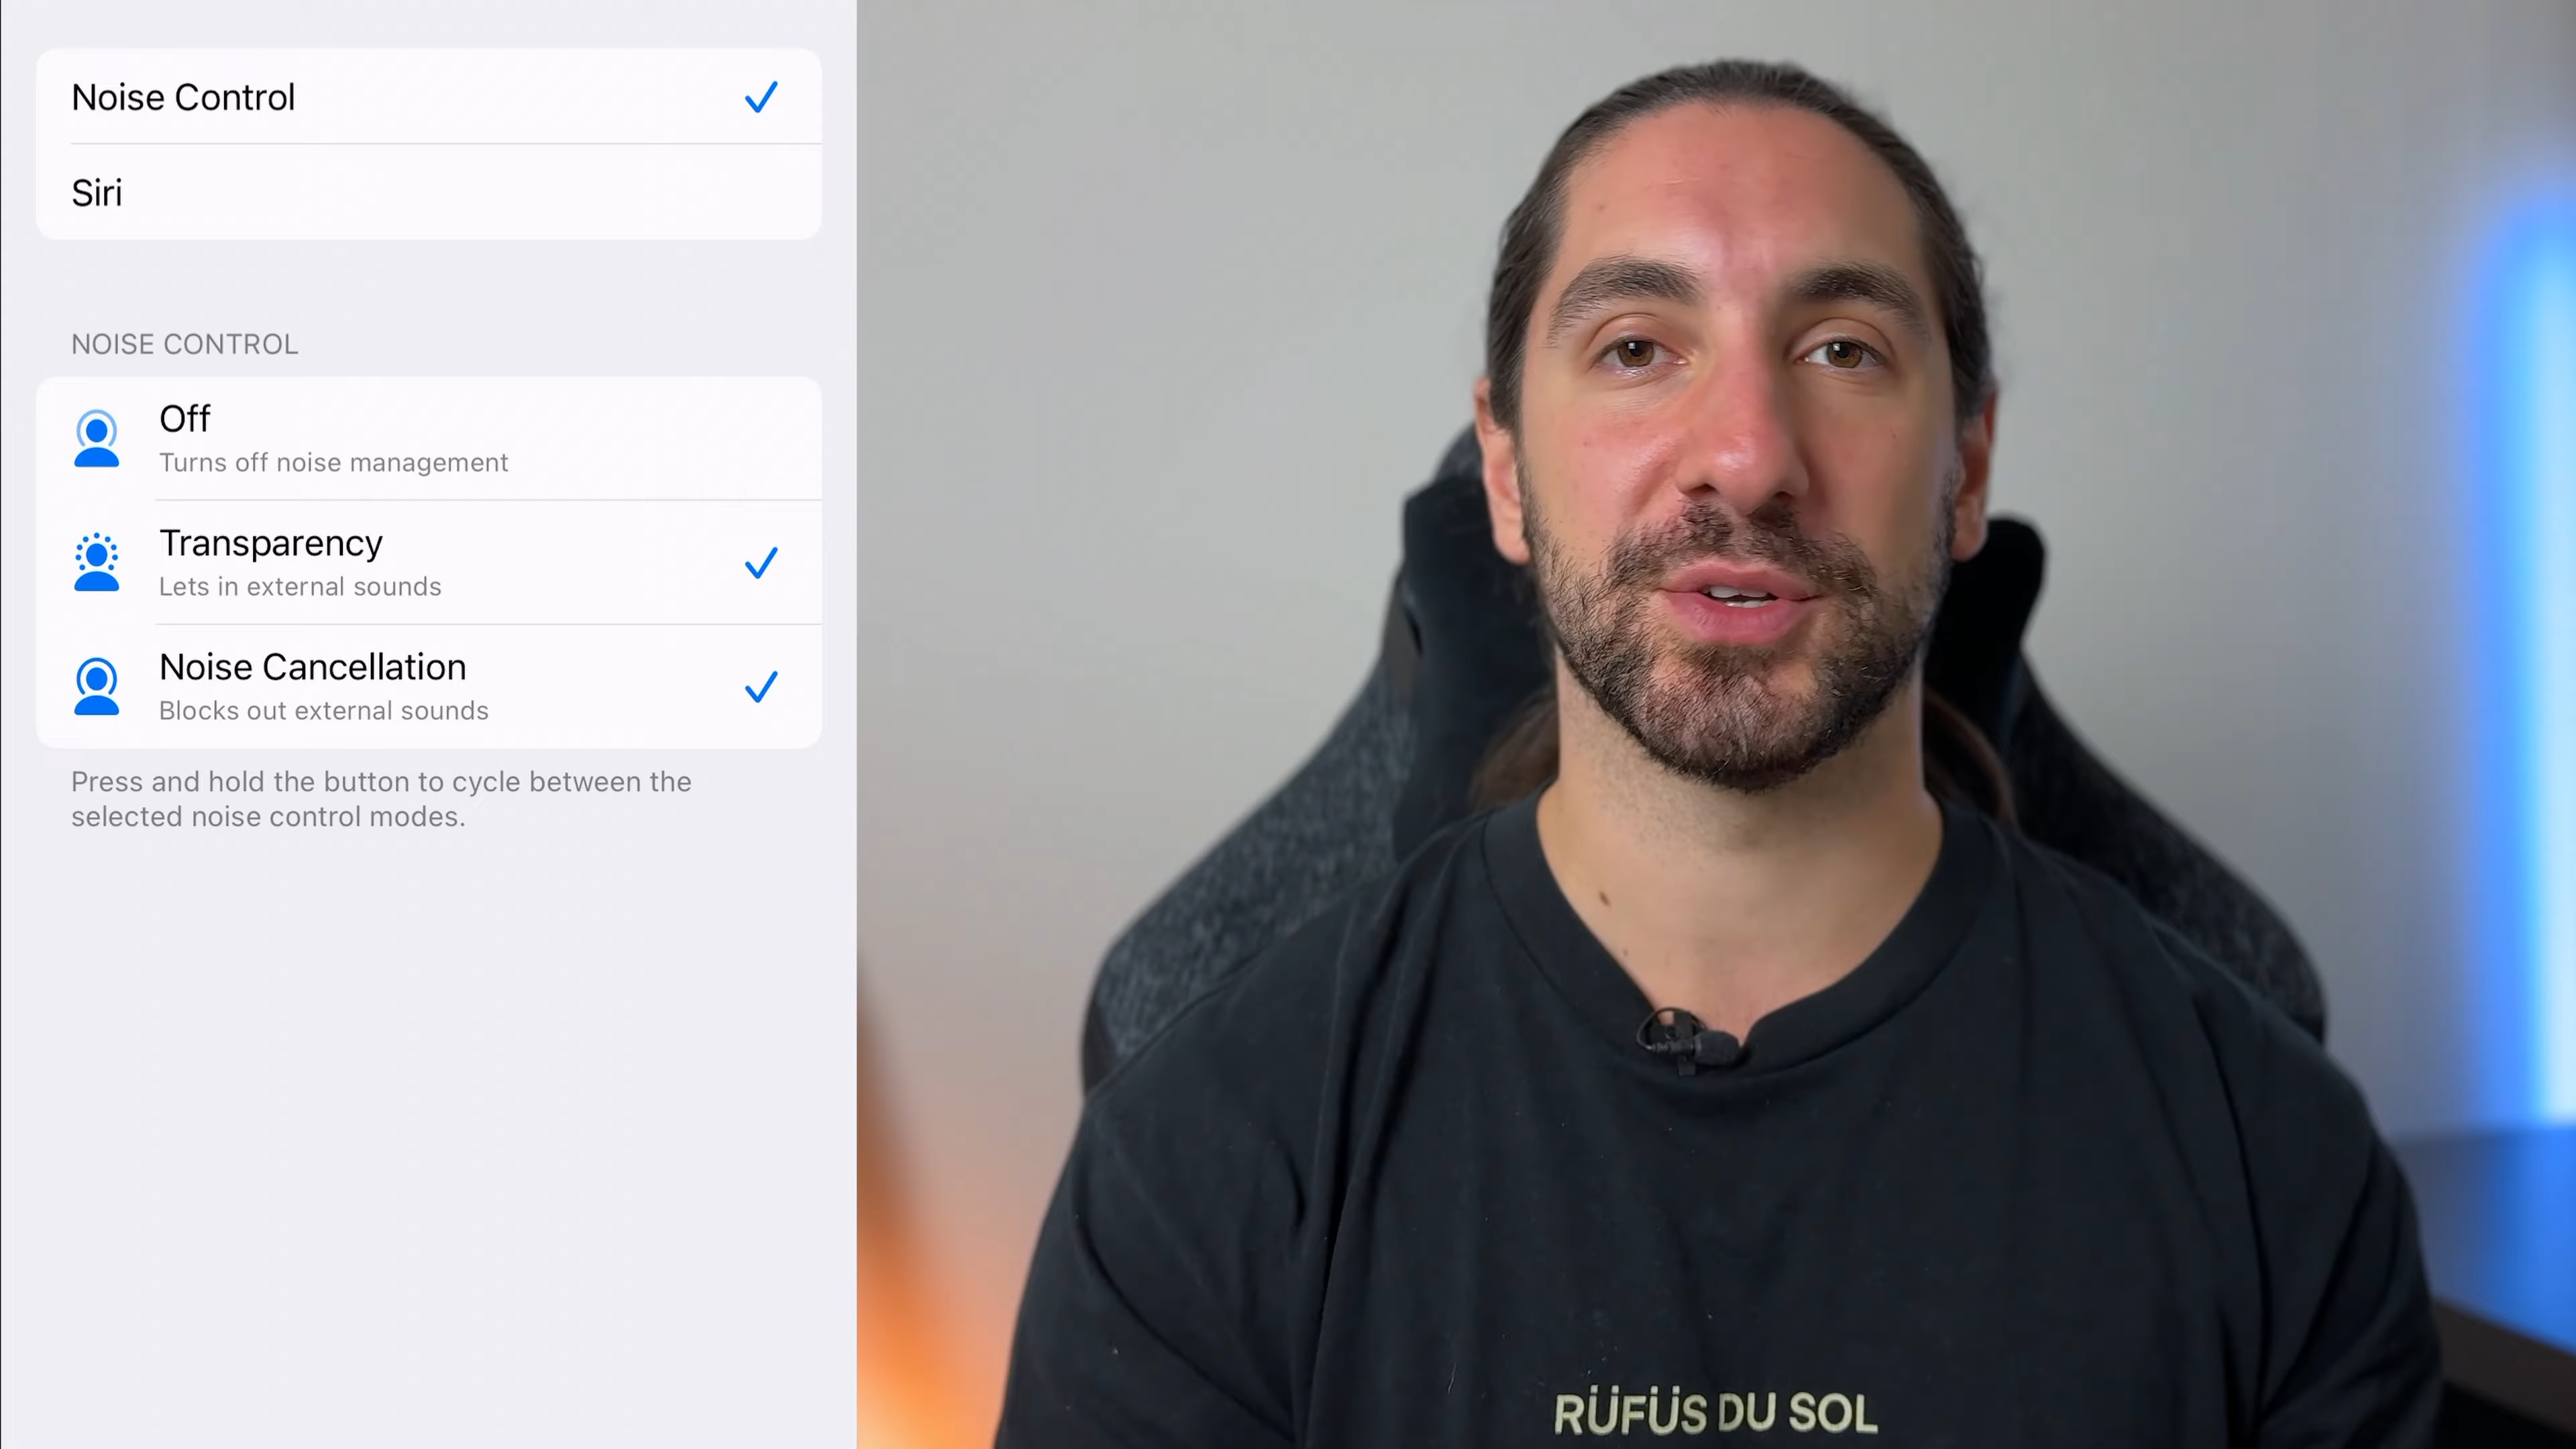 Noise Control
Siri
NOISE CONTROL
Off
Turns off noise management
Transparency
Lets in external sounds
Noise Cancellation
Blocks out external sounds
Press and hold the button to cycle between the
selected noise control modes.
RÜFÜS DU SOL